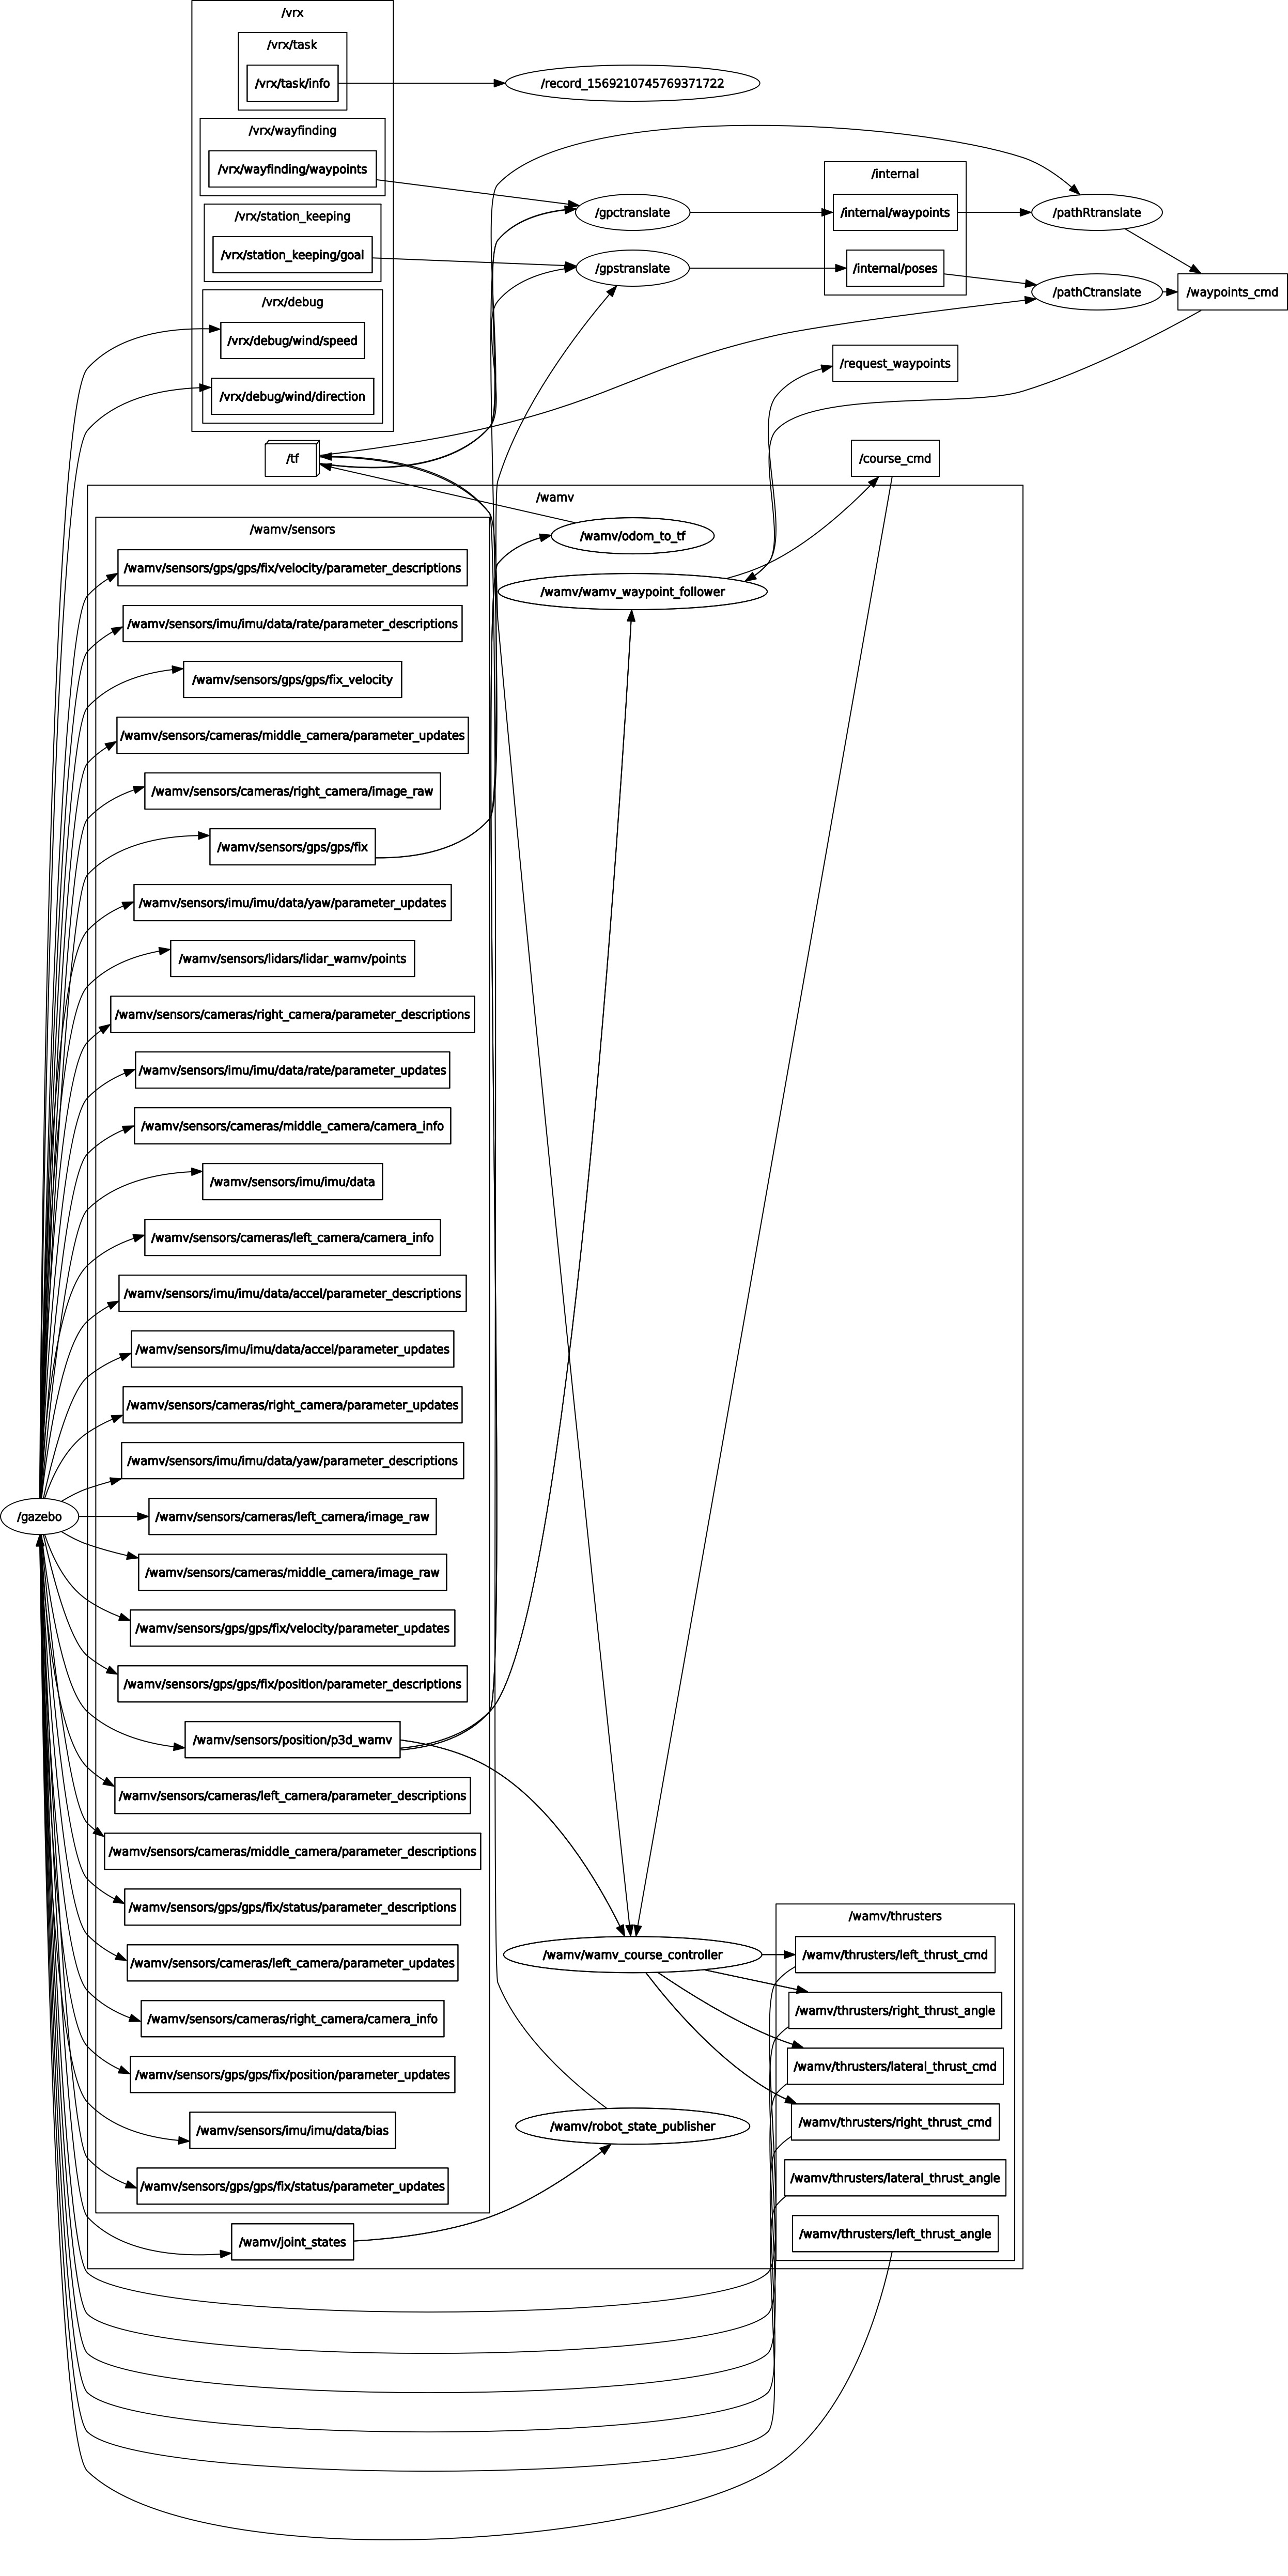 /vrx
/vrx/task
/vrx/task/info
/record_1569210745769371722
/vrx/wayfinding
/vrx/wayfinding/waypoints
/internal
/gpctranslate
/internal/waypoints
/pathRtranslate
/vrx/station_keeping
/vrx/station_keeping/goal
/gpstranslate
/internal/poses
/pathCtranslate
/waypoints_cmd
/vrx/debug
/vrx/debug/wind/speed
/request_waypoints
/vrx/debug/wind/direction
/tf
/course_cmd
/wamv
/wamv/sensors
/wamv/odom_to_tf
/wamv/sensors/gps/gps/fix/velocity/parameter_descriptions
/wamv/wamv_waypoint_follower
/wamv/sensors/imu/imu/data/rate/parameter_descriptions
/wamv/sensors/gps/gps/fix_velocity
/wamv/sensors/cameras/middle_camera/parameter_updates
/wamv/sensors/cameras/right_camera/image_raw
/wamv/sensors/gps/gps/fix
/wamv/sensors/imu/imu/data/yaw/parameter_updates
/wamv/sensors/lidars/lidar_wamv/points
/wamv/sensors/cameras/right_camera/parameter_descriptions
/wamv/sensors/imu/imu/data/rate/parameter_updates
/wamv/sensors/cameras/middle_camera/camera_info
/wamv/sensors/imu/imu/data
/wamv/sensors/cameras/left_camera/camera_info
/wamv/sensors/imu/imu/data/accel/parameter_descriptions
/wamv/sensors/imu/imu/data/accel/parameter_updates
/wamv/sensors/cameras/right_camera/parameter_updates
/wamv/sensors/imu/imu/data/yaw/parameter_descriptions
/gazebo
/wamv/sensors/cameras/left_camera/image_raw
/wamv/sensors/cameras/middle_camera/image_raw
/wamv/sensors/gps/gps/fix/velocity/parameter_updates
/wamv/sensors/gps/gps/fix/position/parameter_descriptions
/wamv/sensors/position/p3d_wamv
/wamv/sensors/cameras/left_camera/parameter_descriptions
/wamv/sensors/cameras/middle_camera/parameter_descriptions
/wamv/sensors/gps/gps/fix/status/parameter_descriptions
/wamv/thrusters
/wamv/sensors/cameras/left_camera/parameter_updates
/wamv/wamv_course_controller
/wamv/thrusters/left_thrust_cmd
/wamv/sensors/cameras/right_camera/camera_info
/wamv/thrusters/right_thrust_angle
/wamv/sensors/gps/gps/fix/position/parameter_updates
/wamv/thrusters/lateral_thrust_cmd
/wamv/sensors/imu/imu/data/bias
/wamv/robot_state_publisher
/wamv/thrusters/right_thrust_cmd
/wamv/sensors/gps/gps/fix/status/parameter_updates
/wamv/thrusters/lateral_thrust_angle
/wamv/joint_states
/wamv/thrusters/left_thrust_angle